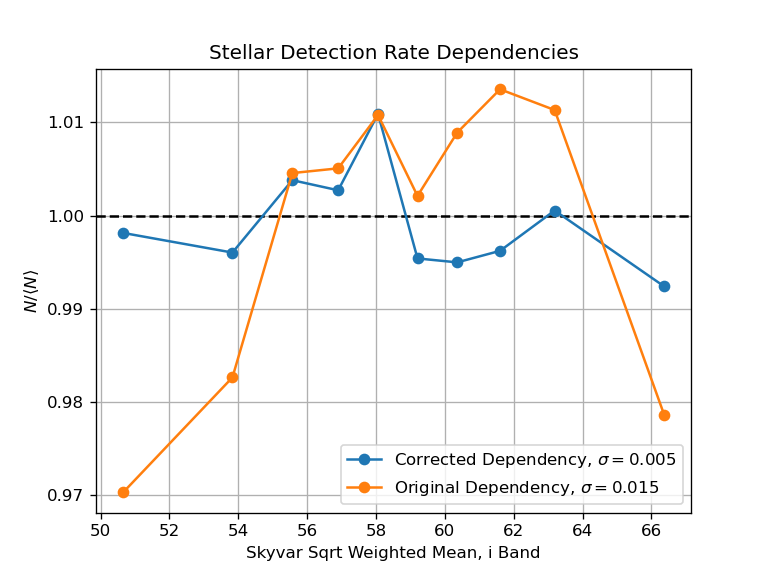 Stellar Detection Rate Dependencies
1.01
1.00
0.99
0.98
0.97
N/⟨N⟩
50 52 54 56 58 60 62 64 66
Skyvar Sqrt Weighted Mean, i Band
Corrected Dependency, σ = 0.005
Original Dependency, σ = 0.015